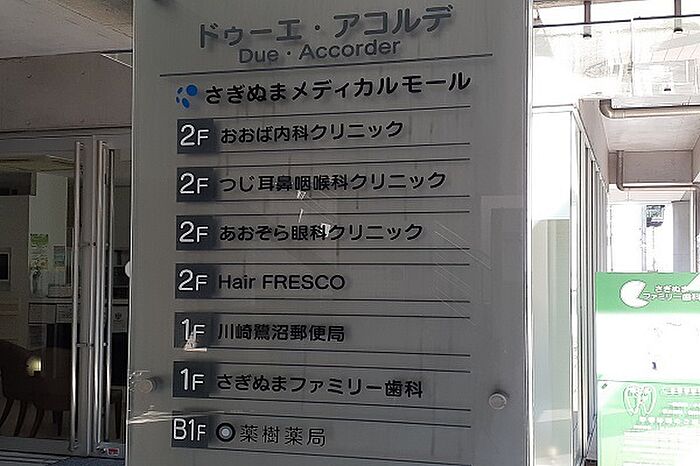 ドゥーエ・アコルデ
Due・Accorder
さぎぬまメディカルモール
2F おおば内科クリニック
2F つじ耳鼻咽喉科クリニック
2F あおぞら眼科クリニック
2F Hair FRESCO
1F 川崎鷺沼郵便局
1F さぎぬまファミリー歯科
B1F 薬樹薬局
さぎぬま
ファミリー歯科